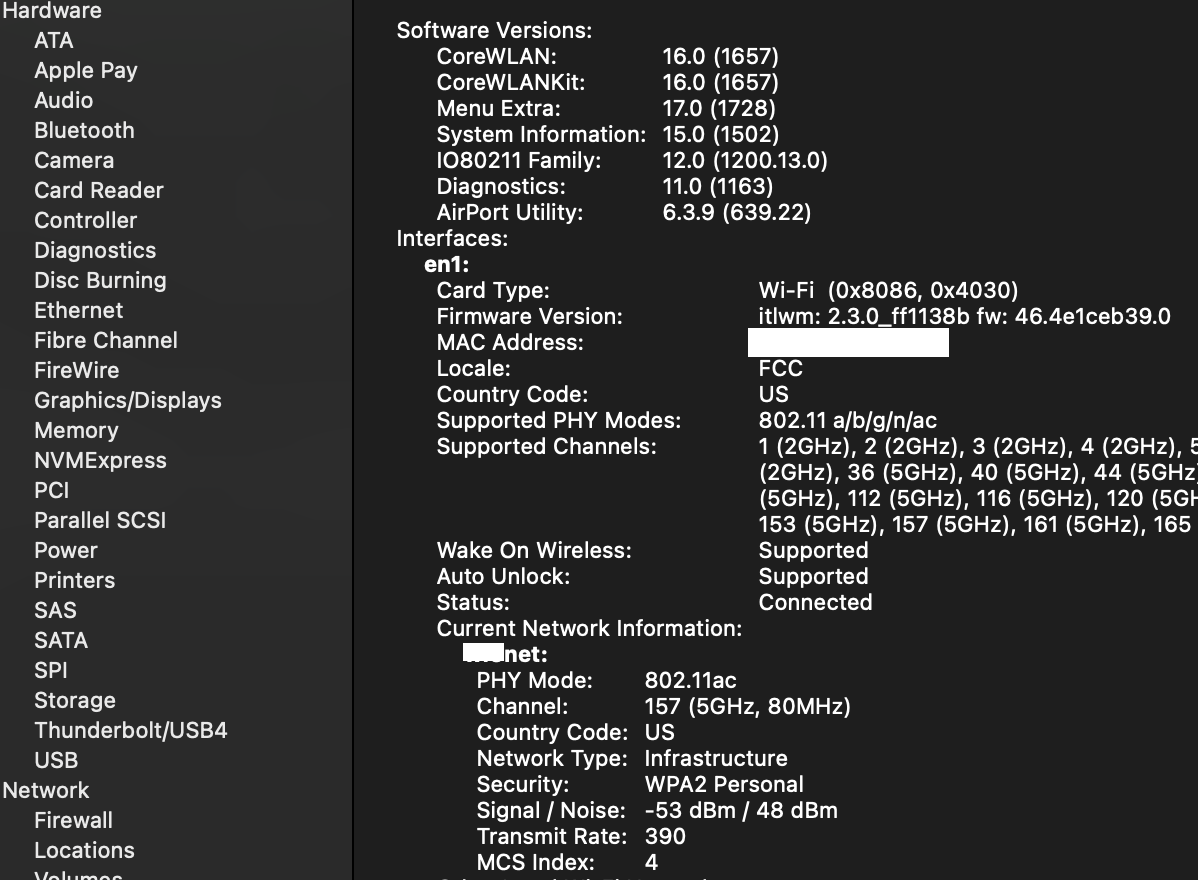 Hardware
ATA
Apple Pay
Audio
Bluetooth
Camera
Card Reader
Controller
Diagnostics
Disc Burning
Ethernet
Fibre Channel
FireWire
Graphics/Displays
Memory
NVMExpress
PCI
Parallel SCSI
Power
Printers
SAS
SATA
SPI
Storage
Thunderbolt/USB4
USB
Network
Firewall
Locations
Volumes
Software Versions:
CoreWLAN: 16.0 (1657)
CoreWLANKit: 16.0 (1657)
Menu Extra: 17.0 (1728)
System Information: 15.0 (1502)
IO80211 Family: 12.0 (1200.13.0)
Diagnostics: 11.0 (1163)
AirPort Utility: 6.3.9 (639.22)
Interfaces:
en1:
Card Type: Wi-Fi (0x8086, 0x4030)
Firmware Version: itlwm: 2.3.0_ff1138b fw: 46.4e1ceb39.0
MAC Address:
Locale: FCC
Country Code: US
Supported PHY Modes: 802.11 a/b/g/n/ac
Supported Channels: 1 (2GHz), 2 (2GHz), 3 (2GHz), 4 (2GHz), 5
(2GHz), 36 (5GHz), 40 (5GHz), 44 (5GHz)
(5GHz), 112 (5GHz), 116 (5GHz), 120 (5GH
153 (5GHz), 157 (5GHz), 161 (5GHz), 165
Wake On Wireless: Supported
Auto Unlock: Supported
Status: Connected
Current Network Information:
net:
PHY Mode: 802.11ac
Channel: 157 (5GHz, 80MHz)
Country Code: US
Network Type: Infrastructure
Security: WPA2 Personal
Signal / Noise: -53 dBm / 48 dBm
Transmit Rate: 390
MCS Index: 4